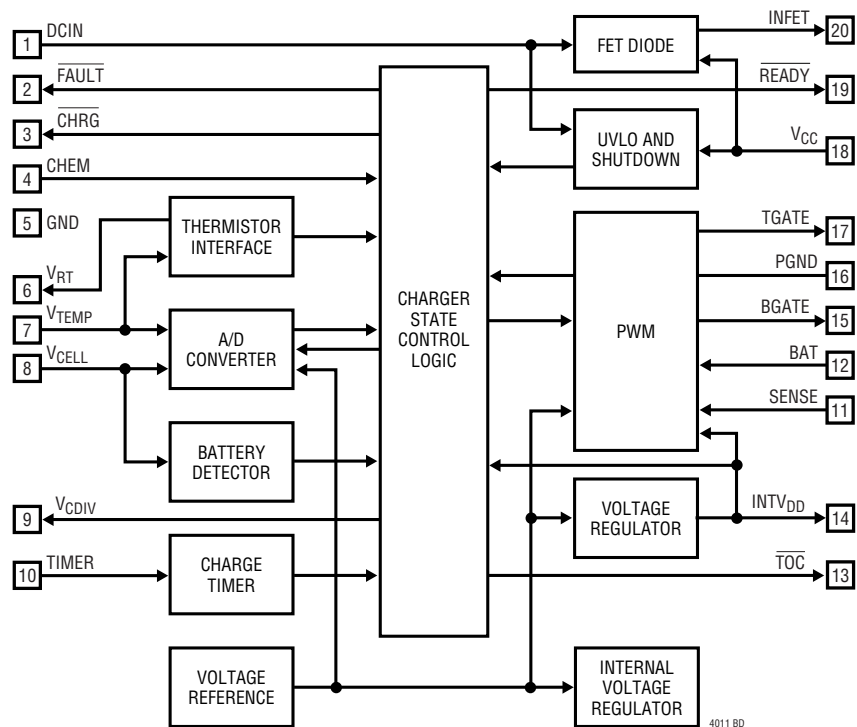 1 DCIN
2 FAULT
3 CHRG
4 CHEM
5 GND
6 VRT
7 VTEMP
8 VCELL
9 VCDIV
10 TIMER
THERMISTOR
INTERFACE
A/D
CONVERTER
BATTERY
DETECTOR
CHARGE
TIMER
VOLTAGE
REFERENCE
CHARGER
STATE
CONTROL
LOGIC
FET DIODE
UVLO AND
SHUTDOWN
PWM
VOLTAGE
REGULATOR
INTERNAL
VOLTAGE
REGULATOR
INFET 20
READY 19
VCC 18
TGATE 17
PGND 16
BGATE 15
BAT 12
SENSE 11
INTVDD 14
TOC 13
4011 BD